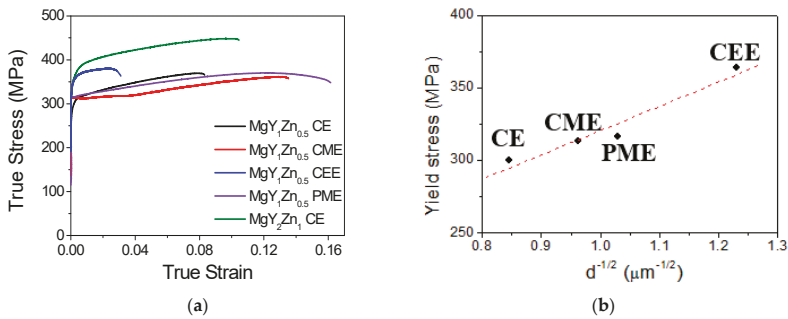 (a)
500
400
300
200
100
0
True Stress (MPa)
MgY₁Zn₀.₅ CE
MgY₁Zn₀.₅ CME
MgY₁Zn₀.₅ CEE
MgY₁Zn₀.₅ PME
MgY₂Zn₁ CE
0.00 0.04 0.08 0.12 0.16
True Strain
(a)
(b)
400
350
300
250
Yield stress (MPa)
CEE
CME
CE
PME
0.8 0.9 1.0 1.1 1.2 1.3
d⁻¹/² (μm⁻¹/²)
(b)